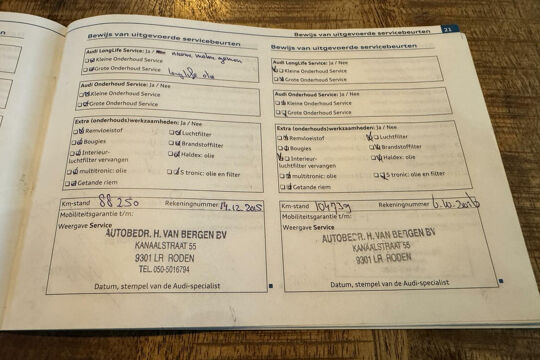 Bewijs van uitgevoerde servicebeurten
Audi LongLife Service: Ja / Nee
Kleine Onderhoud Service
Grote Onderhoud Service
longlife olie
Audi Onderhoud Service: Ja / Nee
Kleine Onderhoud Service
Grote Onderhoud Service
Extra (onderhouds)werkzaamheden: Ja / Nee
Remvloeistof
Luchtfilter
Bougies
Brandstoffilter
Interieur-
luchtfilter vervangen
Haldex: olie
multitronic: olie
S tronic: olie en filter
Getande riem
Km-stand 88250 Rekeningnummer 14.12.2015
Mobiliteitsgarantie t/m:
Weergave Service
AUTOBEDR. H. VAN BERGEN BV
KANAALSTRAAT 55
9301 LR RODEN
TEL. 050-5016794
Datum, stempel van de Audi-specialist
Bewijs van uitgevoerde servicebeurten 21
Bewijs van uitgevoerde servicebeurten
Audi LongLife Service: Ja / Nee
Kleine Onderhoud Service
Grote Onderhoud Service
Audi Onderhoud Service: Ja / Nee
Kleine Onderhoud Service
Grote Onderhoud Service
Extra (onderhouds)werkzaamheden: Ja / Nee
Remvloeistof
Luchtfilter
Bougies
Brandstoffilter
Interieur-
luchtfilter vervangen
Haldex: olie
multitronic: olie
S tronic: olie en filter
Getande riem
Km-stand 104739 Rekeningnummer
Mobiliteitsgarantie t/m:
Weergave Service
AUTOBEDR. H. VAN BERGEN BV
KANAALSTRAAT 55
9301 LR RODEN
Datum, stempel van de Audi-specialist